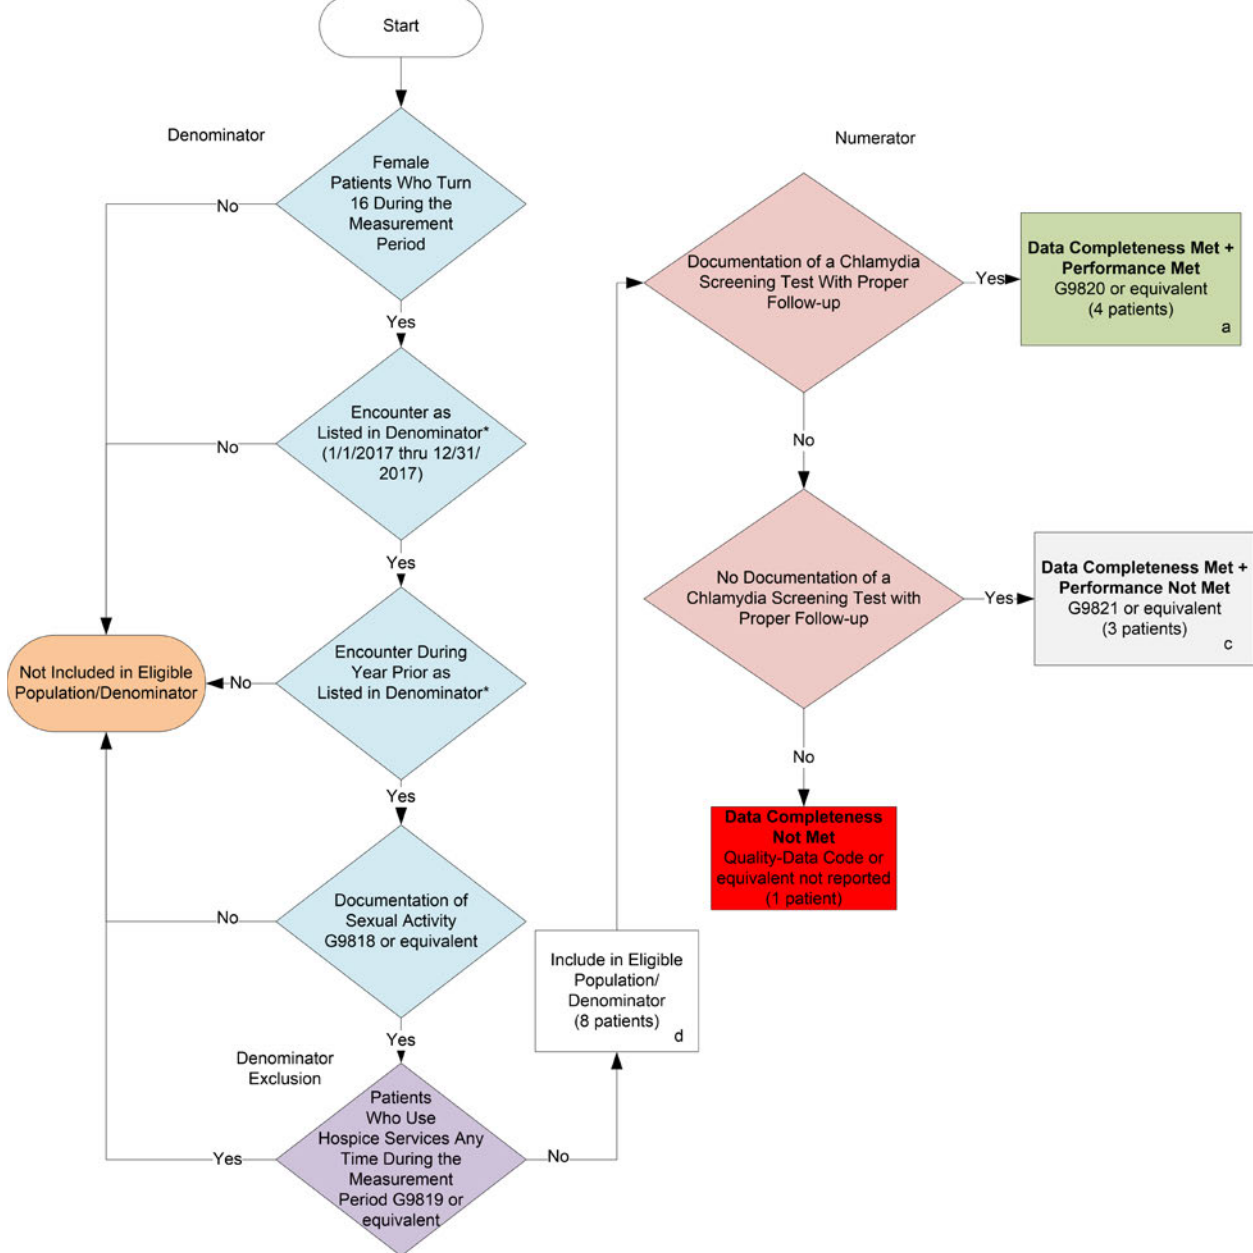 Start
Denominator
Female
Patients Who Turn
16 During the
Measurement
Period
No
Yes
Encounter as
Listed in Denominator*
(1/1/2017 thru 12/31/
2017)
No
Yes
Encounter During
Year Prior as
Listed in Denominator*
No
Not Included in Eligible
Population/Denominator
Yes
Documentation of
Sexual Activity
G9818 or equivalent
No
Yes
Denominator
Exclusion
Patients
Who Use
Hospice Services Any
Time During the
Measurement
Period G9819 or
equivalent
Yes
No
Include in Eligible
Population/
Denominator
(8 patients)
d
Numerator
Documentation of a Chlamydia
Screening Test With Proper
Follow-up
Yes
Data Completeness Met +
Performance Met
G9820 or equivalent
(4 patients)
a
No
No Documentation of a
Chlamydia Screening Test with
Proper Follow-up
Yes
Data Completeness Met +
Performance Not Met
G9821 or equivalent
(3 patients)
c
No
Data Completeness
Not Met
Quality-Data Code or
equivalent not reported
(1 patient)